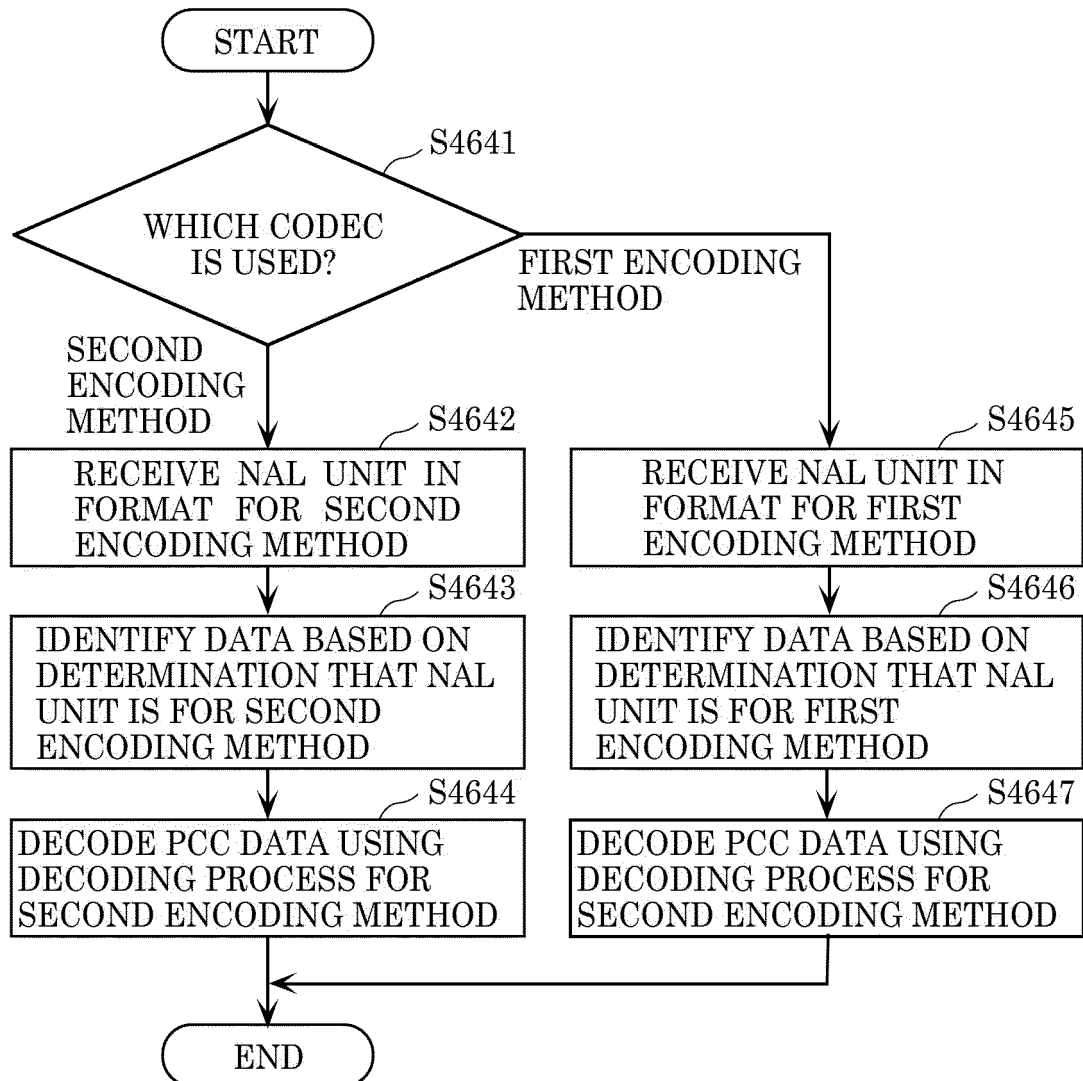 START
S4641
WHICH CODEC
IS USED?
FIRST ENCODING
METHOD
SECOND
ENCODING
METHOD
S4642
RECEIVE NAL UNIT IN
FORMAT FOR SECOND
ENCODING METHOD
S4643
IDENTIFY DATA BASED ON
DETERMINATION THAT NAL
UNIT IS FOR SECOND
ENCODING METHOD
S4644
DECODE PCC DATA USING
DECODING PROCESS FOR
SECOND ENCODING METHOD
S4645
RECEIVE NAL UNIT IN
FORMAT FOR FIRST
ENCODING METHOD
S4646
IDENTIFY DATA BASED ON
DETERMINATION THAT NAL
UNIT IS FOR FIRST
ENCODING METHOD
S4647
DECODE PCC DATA USING
DECODING PROCESS FOR
SECOND ENCODING METHOD
END